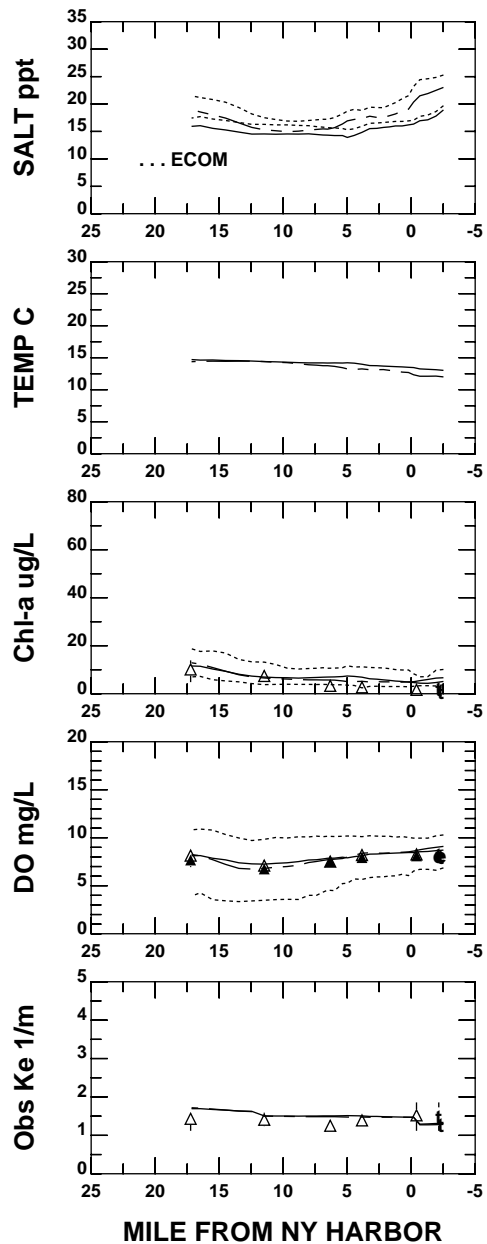 SALT ppt
35
30
25
20
15
10
5
0
. . . ECOM
25 20 15 10 5 0 -5
TEMP C
30
25
20
15
10
5
0
25 20 15 10 5 0 -5
Chl-a ug/L
80
60
40
20
0
25 20 15 10 5 0 -5
DO mg/L
20
15
10
5
0
25 20 15 10 5 0 -5
Obs Ke 1/m
5
4
3
2
1
0
25 20 15 10 5 0 -5
MILE FROM NY HARBOR